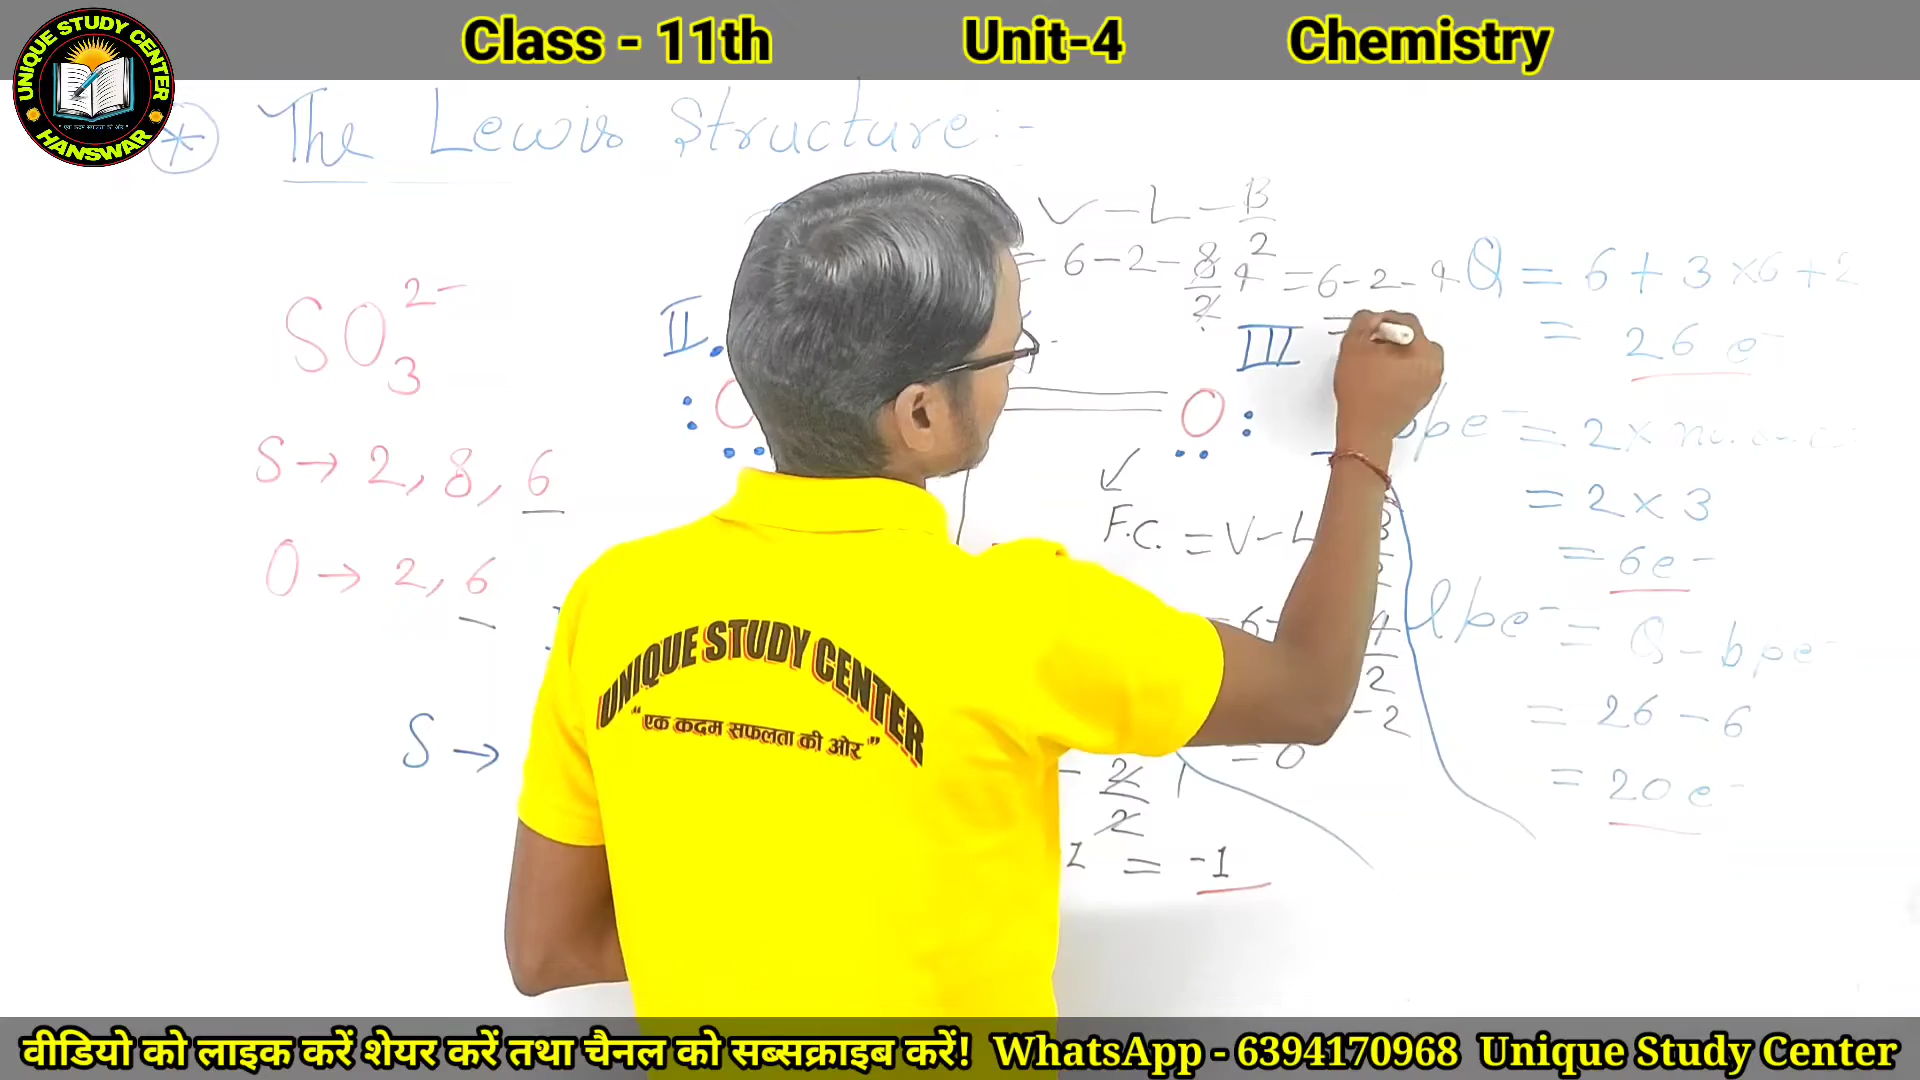 Class - 11th Unit-4 Chemistry
UNIQUE STUDY CENTER
HANSWAR
The Lewis Structure:-
V - L - B/2
= 6 - 2 - 8/2 4 = 6 - 2 - 4
SO₃²⁻
II
III
Q = 6 + 3 × 6 + 2
= 26 e⁻
O
O
bpe⁻ = 2 ×
S → 2, 8, 6
= 2 × 3
F.C. = V - L
= 6e⁻
O → 2, 6
lpe⁻ = Q - bpe⁻
= 26 - 6
= 20 e⁻
S →
- 2/2
= 0
= -1
UNIQUE STUDY CENTER
"एक कदम सफलता की ओर"
वीडियो को लाइक करें शेयर करें तथा चैनल को सब्सक्राइब करें! WhatsApp - 6394170968 Unique Study Center